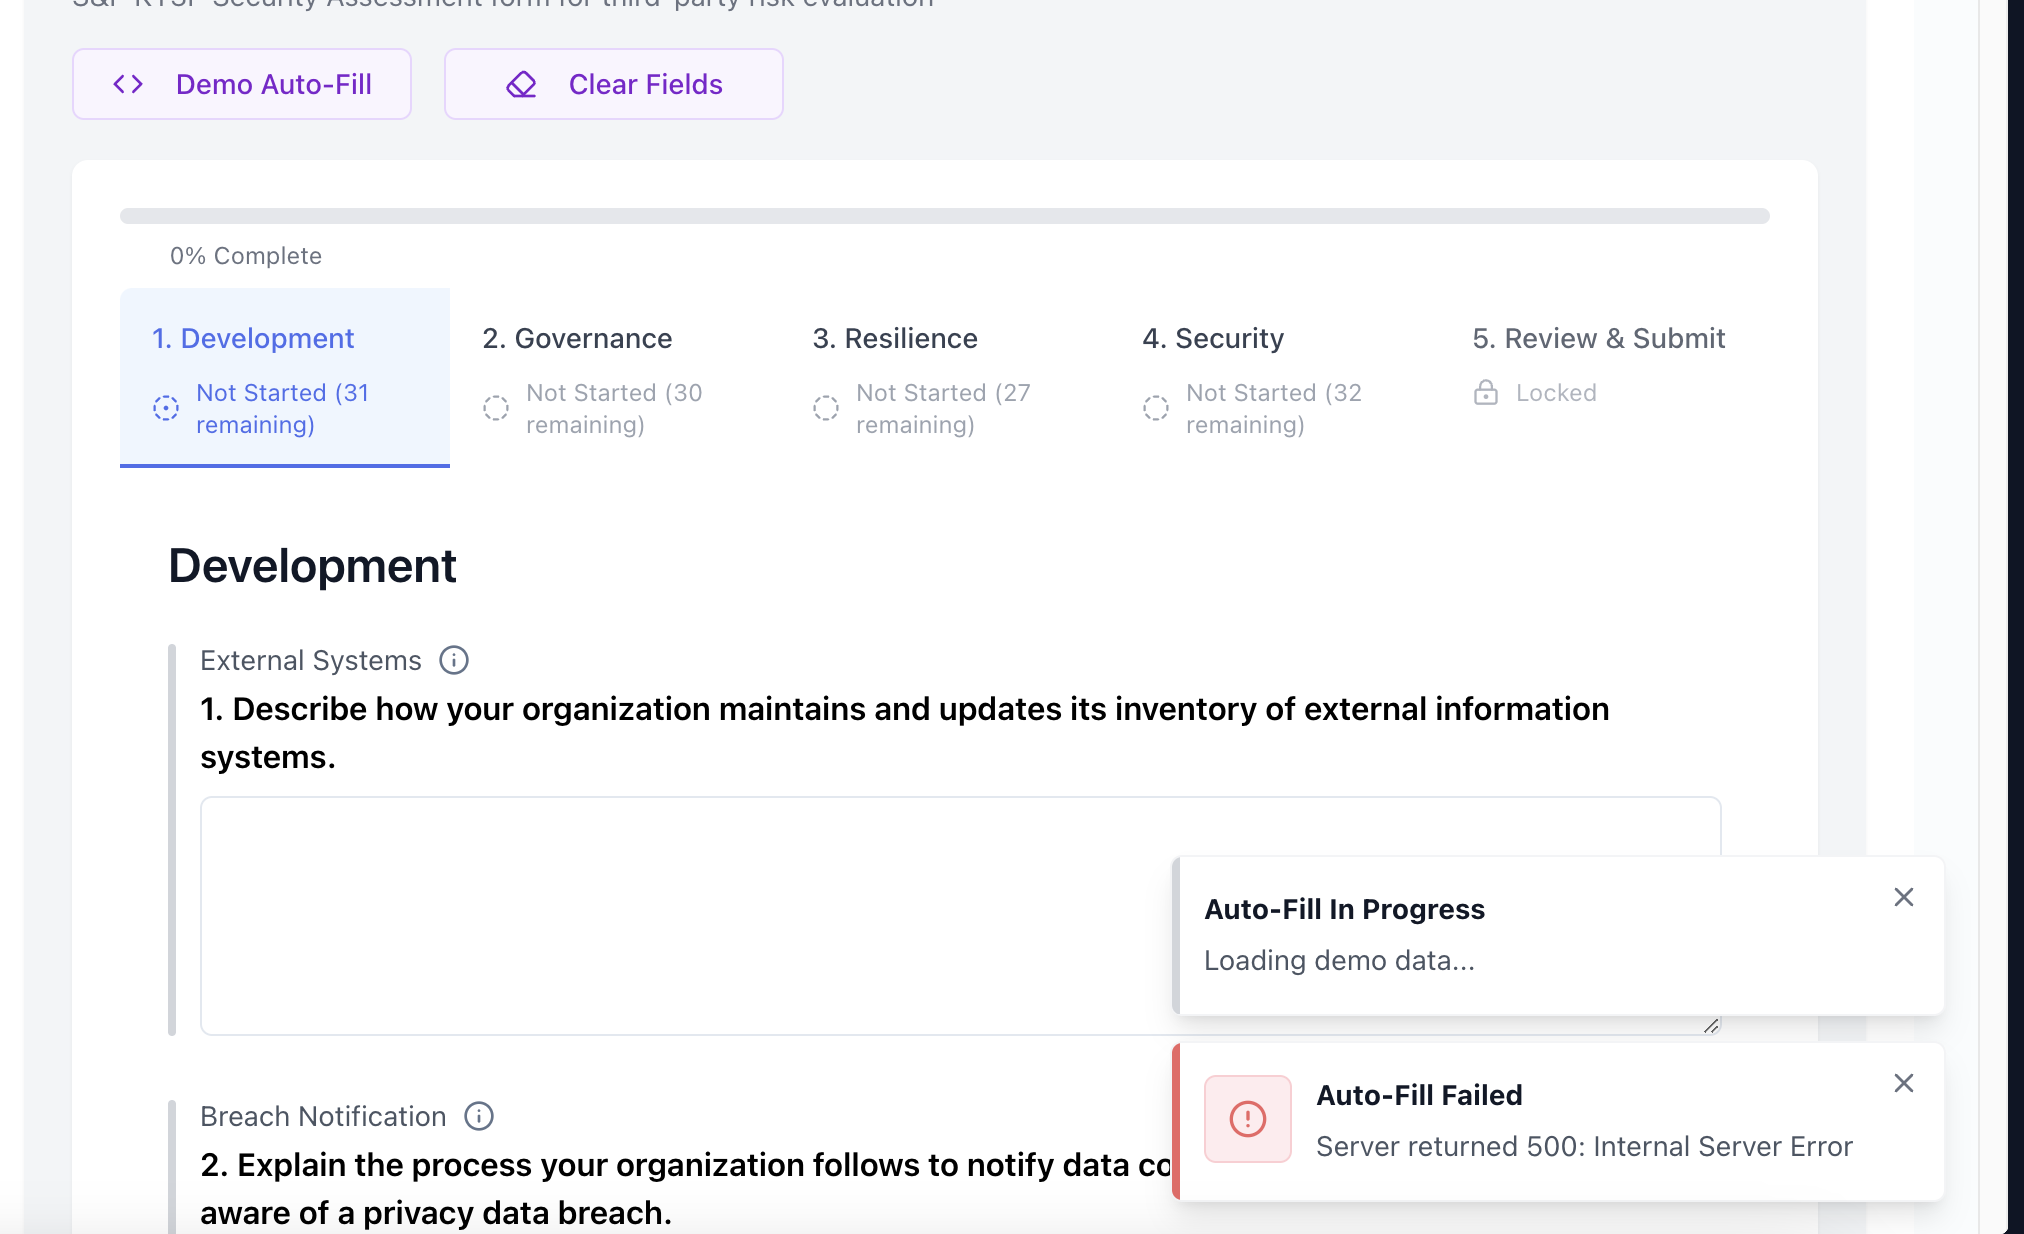 Security Assessment form for third-party risk evaluation
Demo Auto-Fill
Clear Fields
0% Complete
1. Development
Not Started (31
remaining)
2. Governance
Not Started (30
remaining)
3. Resilience
Not Started (27
remaining)
4. Security
Not Started (32
remaining)
5. Review & Submit
Locked
Development
External Systems
1. Describe how your organization maintains and updates its inventory of external information
systems.
Auto-Fill In Progress
Loading demo data...
Breach Notification
2. Explain the process your organization follows to notify data co
aware of a privacy data breach.
Auto-Fill Failed
Server returned 500: Internal Server Error